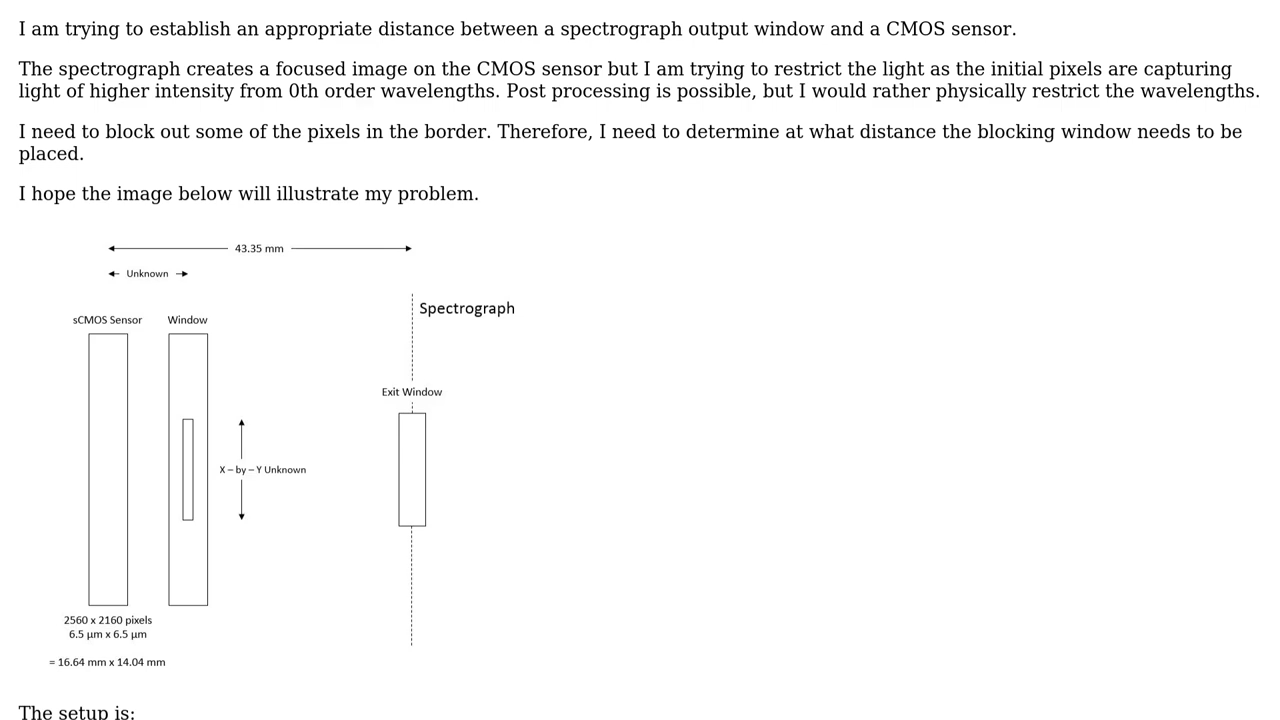 I am trying to establish an appropriate distance between a spectrograph output window and a CMOS sensor.
The spectrograph creates a focused image on the CMOS sensor but I am trying to restrict the light as the initial pixels are capturing
light of higher intensity from 0th order wavelengths. Post processing is possible, but I would rather physically restrict the wavelengths.
I need to block out some of the pixels in the border. Therefore, I need to determine at what distance the blocking window needs to be
placed.
I hope the image below will illustrate my problem.
43.35 mm
Unknown
Spectrograph
sCMOS Sensor
Window
Exit Window
X – by – Y Unknown
2560 x 2160 pixels
6.5 μm x 6.5 μm
= 16.64 mm x 14.04 mm
The setup is: